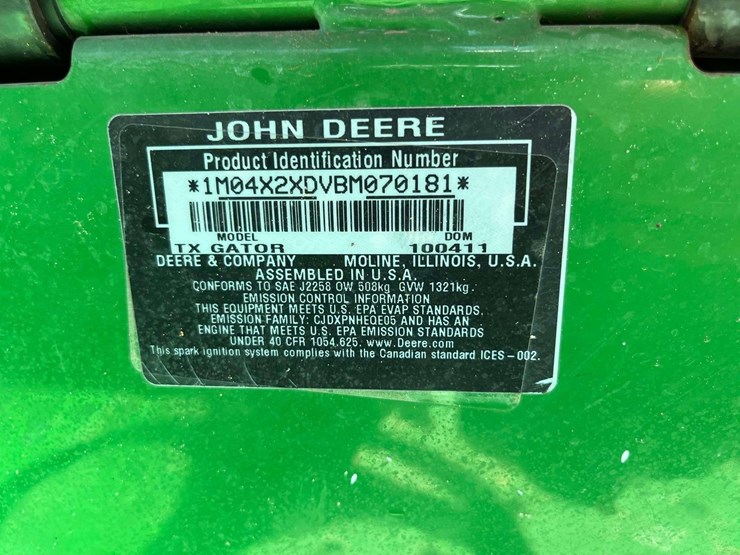 JOHN DEERE
Product Identification Number
*1M04X2XDVBM070181*
MODEL DOM
TX GATOR 100411
DEERE & COMPANY MOLINE, ILLINOIS, U.S.A.
ASSEMBLED IN U.S.A.
CONFORMS TO SAE J2258 OW 508kg GVW 1321kg.
EMISSION CONTROL INFORMATION
THIS EQUIPMENT MEETS U.S. EPA EVAP STANDARDS.
EMISSION FAMILY: CJDXPNHEQE05 AND HAS AN
ENGINE THAT MEETS U.S. EPA EMISSION STANDARDS
UNDER 40 CFR 1054.625. www.Deere.com
This spark ignition system complies with the Canadian standard ICES-002.